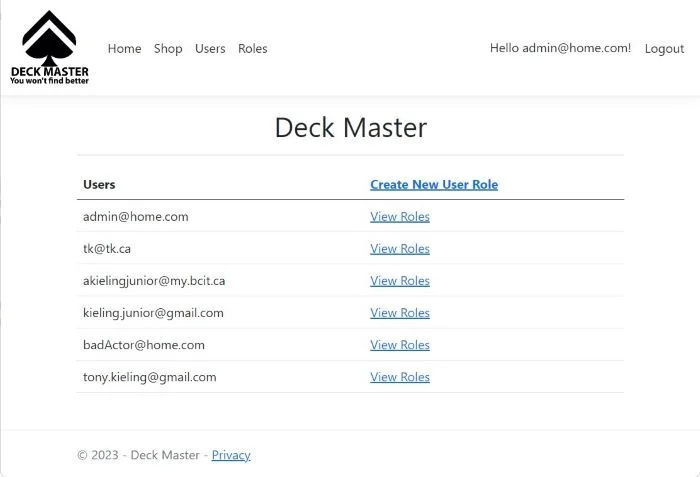 DECK MASTER
You won't find better
Home Shop Users Roles Hello admin@home.com! Logout
Deck Master
Users Create New User Role
admin@home.com View Roles
tk@tk.ca View Roles
akielingjunior@my.bcit.ca View Roles
kieling.junior@gmail.com View Roles
badActor@home.com View Roles
tony.kieling@gmail.com View Roles
© 2023 - Deck Master - Privacy